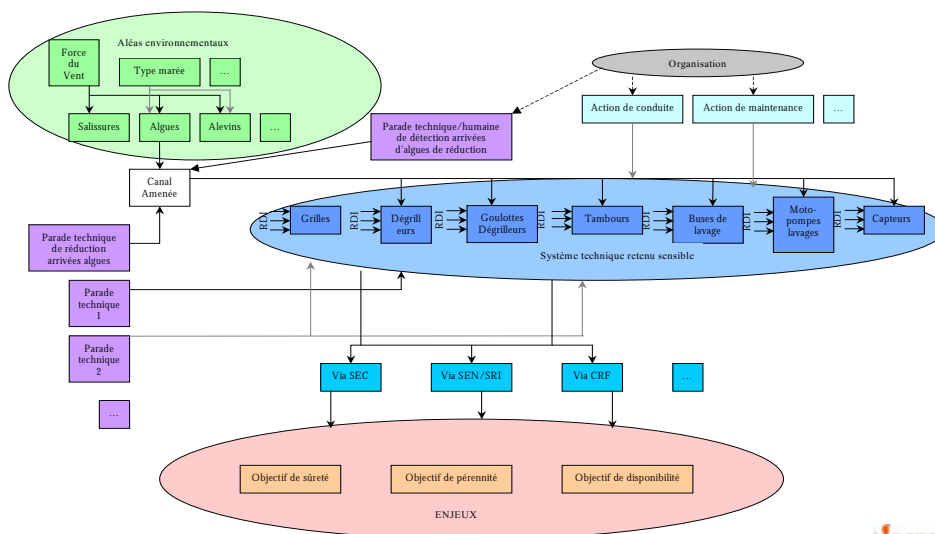 Aléas environnementaux
Force
du
Vent
Type marée
...
Salissures
Algues
Alevins
...
Organisation
Action de conduite
Action de maintenance
...
Parade technique/humaine
de détection arrivées
d'algues de réduction
Canal
Amenée
Parade technique
de réduction
arrivées algues
Parade
technique
1
Parade
technique
2
...
RDI
Grilles
RDI
Dégrill
eurs
RDI
Goulottes
Dégrilleurs
RDI
Tambours
RDI
Buses de
lavage
RDI
Moto-
pompes
lavages
RDI
Capteurs
Système technique retenu sensible
Via SEC
Via SEN/SRI
Via CRF
...
Objectif de sûreté
Objectif de pérennité
Objectif de disponibilité
ENJEUX